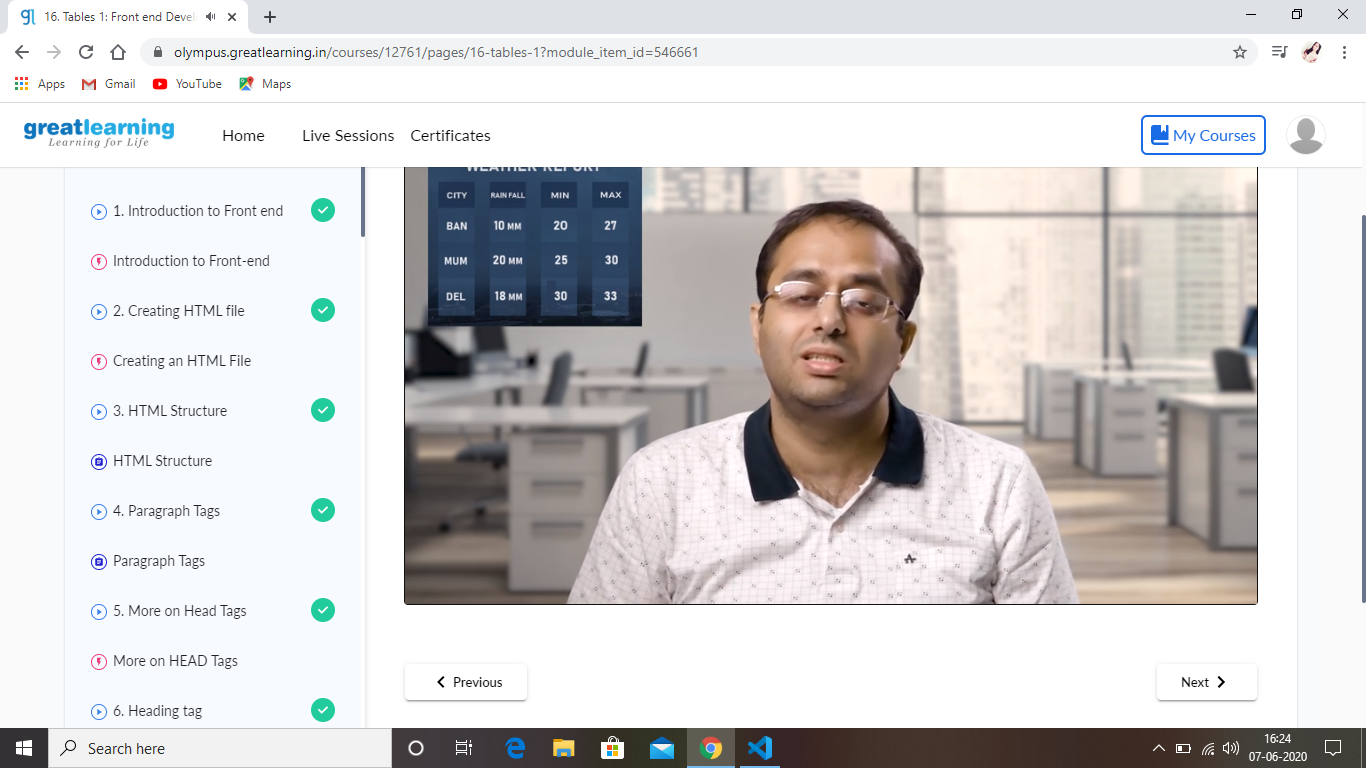 16. Tables 1: Front end Devel
olympus.greatlearning.in/courses/12761/pages/16-tables-1?module_item_id=546661
Apps Gmail YouTube Maps
greatlearning
Learning for Life
Home Live Sessions Certificates My Courses
WEATHER REPORT
CITY RAIN FALL MIN MAX
BAN 10 MM 20 27
MUM 20 MM 25 30
DEL 18 MM 30 33
1. Introduction to Front end
Introduction to Front-end
2. Creating HTML file
Creating an HTML File
3. HTML Structure
HTML Structure
4. Paragraph Tags
Paragraph Tags
5. More on Head Tags
More on HEAD Tags
6. Heading tag
Previous Next
Search here
16:24
07-06-2020